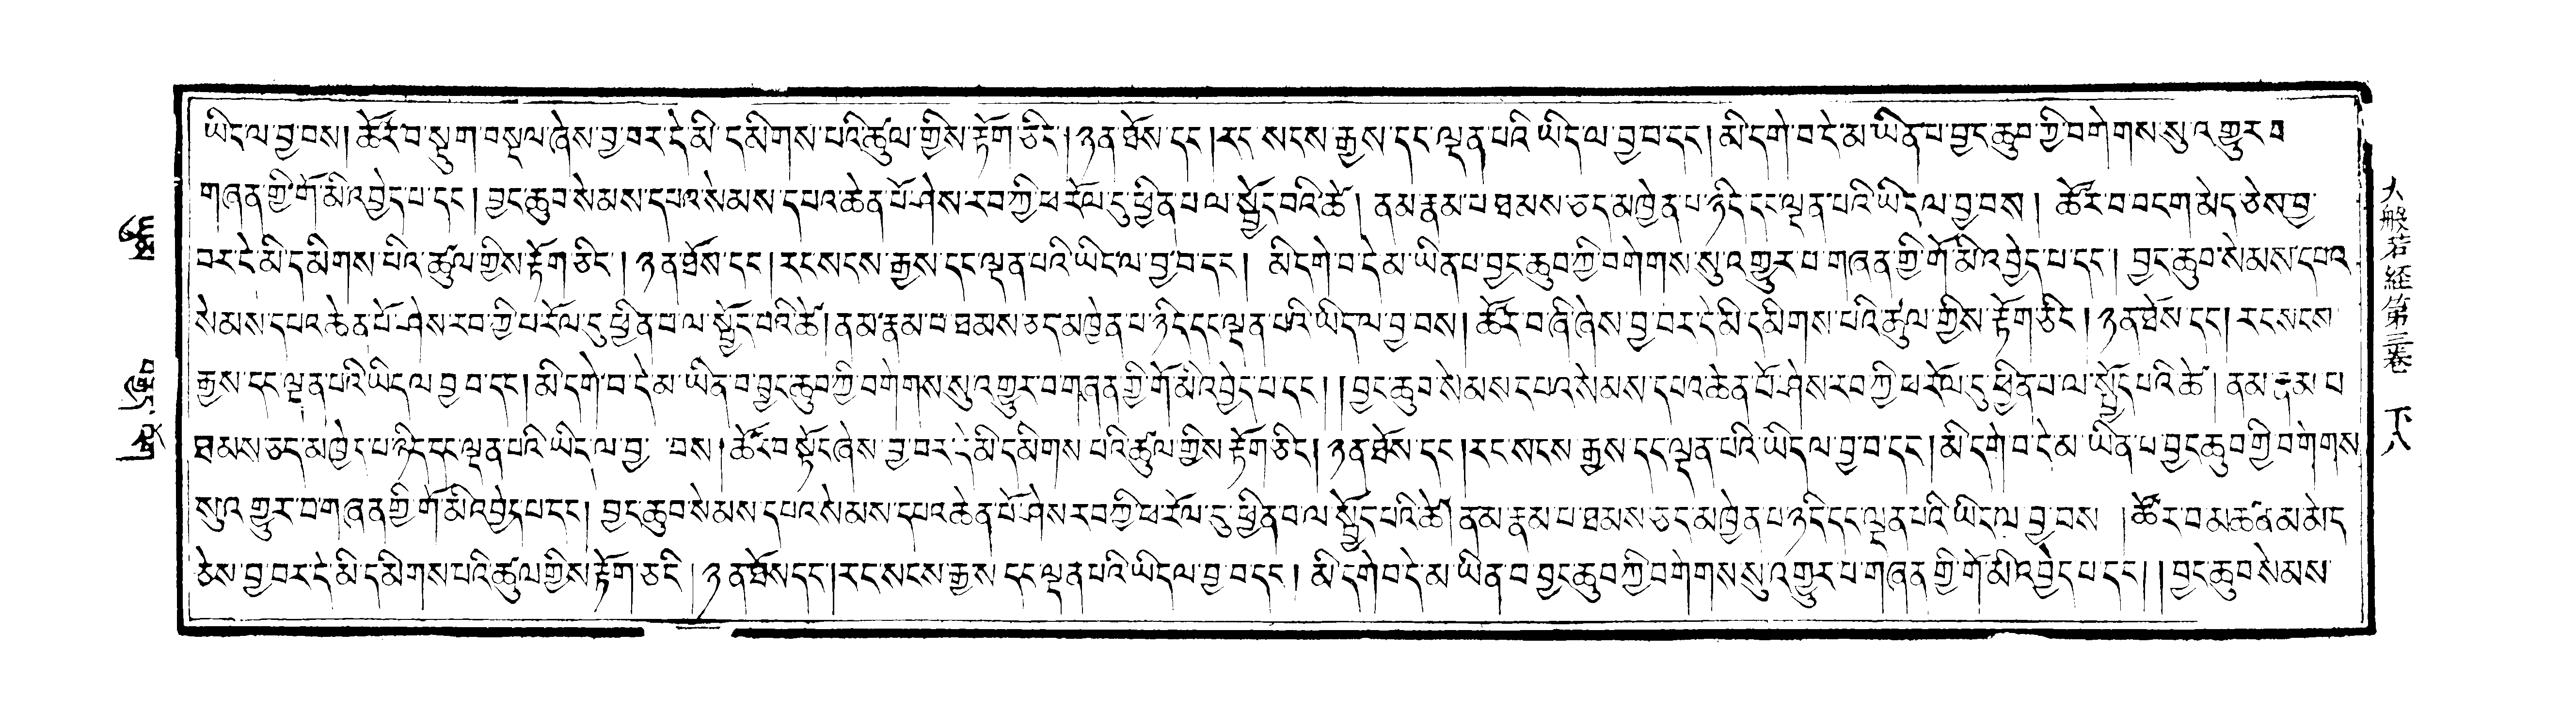 ཡིད་ལ་བྱ་བས། ཚོར་བ་སྡུག་བསྔལ་ཞེས་བྱ་བར་དེ་མི་དམིགས་པའི་ཚུལ་གྱིས་རྟོག་ཅིང་། ཉན་ཐོས་དང་། རང་སངས་རྒྱས་དང་ལྡན་པའི་ཡིད་ལ་བྱ་བ་དང་། མི་དགེ་བ་དེ་མ་ཡིན་པ་བྱང་ཆུབ་ཀྱི་བགེགས་སུ་འགྱུར་བ
གཞན་གྱི་གོ་མི་འབྱེད་པ་དང་། བྱང་ཆུབ་སེམས་དཔའ་སེམས་དཔའ་ཆེན་པོ་ཤེས་རབ་ཀྱི་ཕ་རོལ་དུ་ཕྱིན་པ་ལ་སྤྱོད་པའི་ཚེ། ནམ་རྣམ་པ་ཐམས་ཅད་མཁྱེན་པ་ཉིད་དང་ལྡན་པའི་ཡིད་ལ་བྱ་བས། ཚོར་བ་བདག་མེད་ཅེས་བྱ་
བར་དེ་མི་དམིགས་པའི་ཚུལ་གྱིས་རྟོག་ཅིང་། ཉན་ཐོས་དང་། རང་སངས་རྒྱས་དང་ལྡན་པའི་ཡིད་ལ་བྱ་བ་དང་། མི་དགེ་བ་དེ་མ་ཡིན་པ་བྱང་ཆུབ་ཀྱི་བགེགས་སུ་འགྱུར་པ་གཞན་གྱི་གོ་མི་འབྱེད་པ་དང་། བྱང་ཆུབ་སེམས་དཔའ
སེམས་དཔའ་ཆེན་པོ་ཤེས་རབ་ཀྱི་པ་རོལ་དུ་ཕྱིན་པ་ལ་སྤྱོད་པའི་ཚེ། ནམ་རྣམ་པ་ཐམས་ཅད་མཁྱེན་པ་ཉིད་དང་ལྡན་པའི་ཡིད་ལ་བྱ་བས། ཚོར་བ་ཞི་ཞེས་བྱ་བར་དེ་མི་དམིགས་པའི་ཚུལ་གྱིས་རྟོག་ཅིང་། ཉན་ཐོས་དང་། རང་སངས་
རྒྱས་དང་ལྡན་པའི་ཡིད་ལ་བྱ་བ་དང་། མི་དགེ་བ་དེ་མ་ཡིན་བ་བྱང་ཆུབ་ཀྱི་བགེགས་སུ་འགྱུར་བ་གཞན་གྱི་གོ་མི་འབྱེད་པ་དང་། །བྱང་ཆུབ་སེམས་དཔའ་སེམས་དཔའ་ཆེན་པོ་ཤེས་རབ་ཀྱི་ཕ་རོལ་དུ་ཕྱིན་པ་ལ་སྤྱོད་པའི་ཚེ། ནམ་རྣམ་པ
ཐམས་ཅད་མཁྱེད་པ་ཉིད་དང་ལྡན་པའི་ཡིད་ལ་བྱ་ བས། ཚོར་བ་སྟོང་ཞེས་བྱ་བར་དེ་མི་དམིགས་པའི་ཚུལ་གྱིས་རྟོག་ཅིང་། ཉན་ཐོས་དང་། རང་སངས་རྒྱས་དང་ལྡན་པའི་ཡིད་ལ་བྱ་བ་དང་། མི་དགེ་བ་དེ་མ་ཡིན་པ་བྱང་ཆུབ་གྱི་བགེགས
སུ་འགྱུར་བ་གཞན་གྱི་གོ་མི་འབྱེད་པ་དང་། བྱང་ཆུབ་སེམས་དཔའ་སེམས་དཔའ་ཆེན་པོ་ཤེས་རབ་ཀྱི་ཕ་རོལ་དུ་ཕྱིན་བ་ལ་སྤྱོད་པའི་ཚེ། ནམ་རྣམ་པ་ཐམས་ཅད་མཁྱེན་པ་ཉིད་དང་ལྡན་པའི་ཡིད་ལ་བྱ་བས །ཚོར་བ་མཚན་མ་མེད
ཅེས་བྱ་བར་དེ་མི་དམིགས་པའི་ཚུལ་གྱིས་རྟོག་ཅིང་། ཉན་ཐོས་དང་། རང་སངས་རྒྱས་དང་ལྡན་པའི་ཡིད་ལ་བྱ་བ་དང་། མི་དགེ་བ་དེ་མ་ཡིན་བ་བྱང་ཆུབ་ཀྱི་བགེགས་སུ་འགྱུར་པ་གཞན་གྱི་གོ་མི་འབྱེད་པ་དང་། །བྱང་ཆུབ་སེམས་
大般若経第三卷 下八